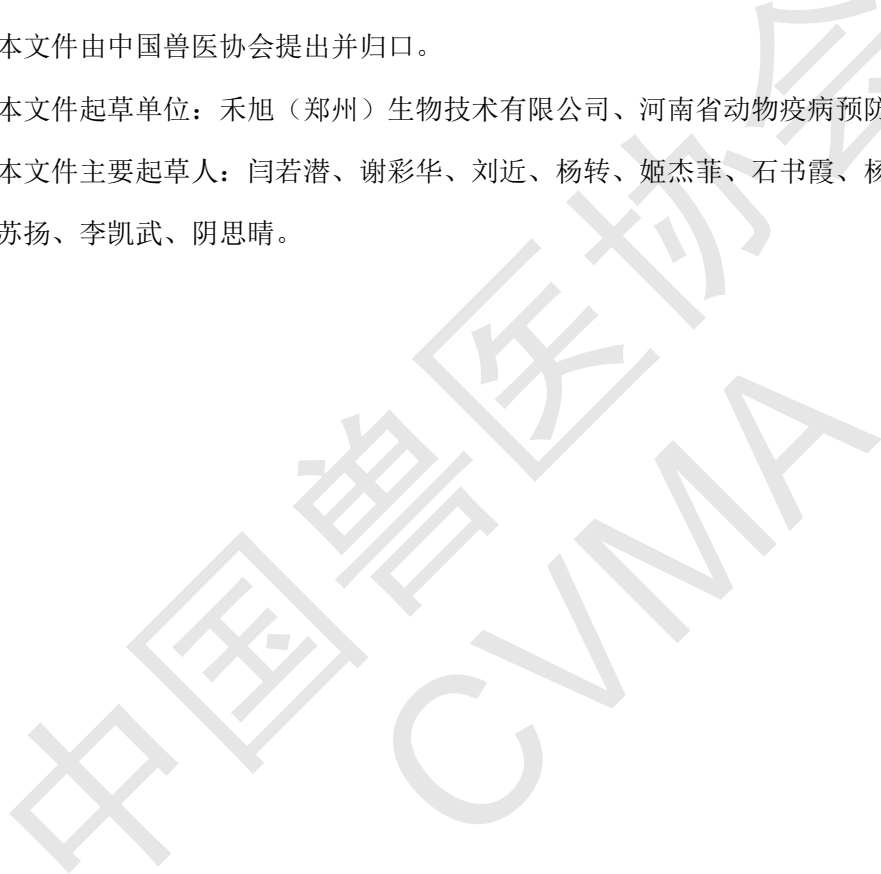 本文件由中国兽医协会提出并归口。
本文件起草单位：禾旭（郑州）生物技术有限公司、河南省动物疫病预防
本文件主要起草人：闫若潜、谢彩华、刘近、杨转、姬杰菲、石书霞、杨
苏扬、李凯武、阴思晴。
中国兽医协会
CVMA